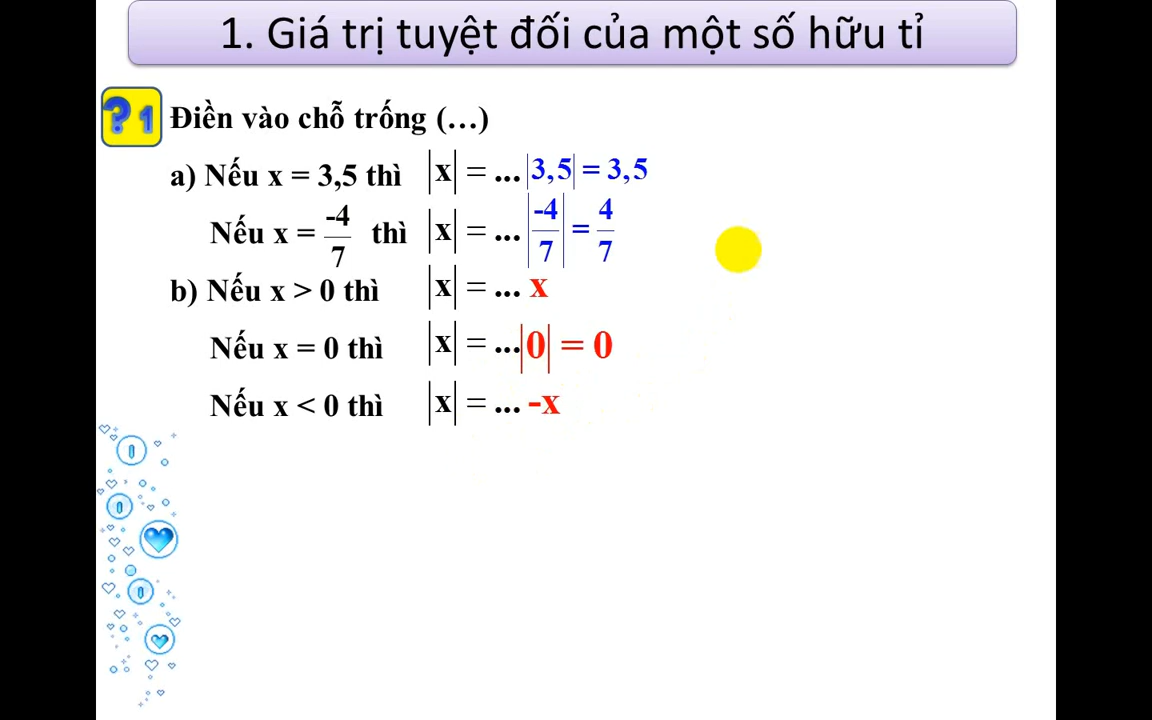 1. Giá trị tuyệt đối của một số hữu tỉ
?1 Điền vào chỗ trống (...)
a) Nếu x = 3,5 thì |x| = ... |3,5| = 3,5
Nếu x = -4/7 thì |x| = ... |-4/7| = 4/7
b) Nếu x > 0 thì |x| = ... x
Nếu x = 0 thì |x| = ... |0| = 0
Nếu x < 0 thì |x| = ... -x